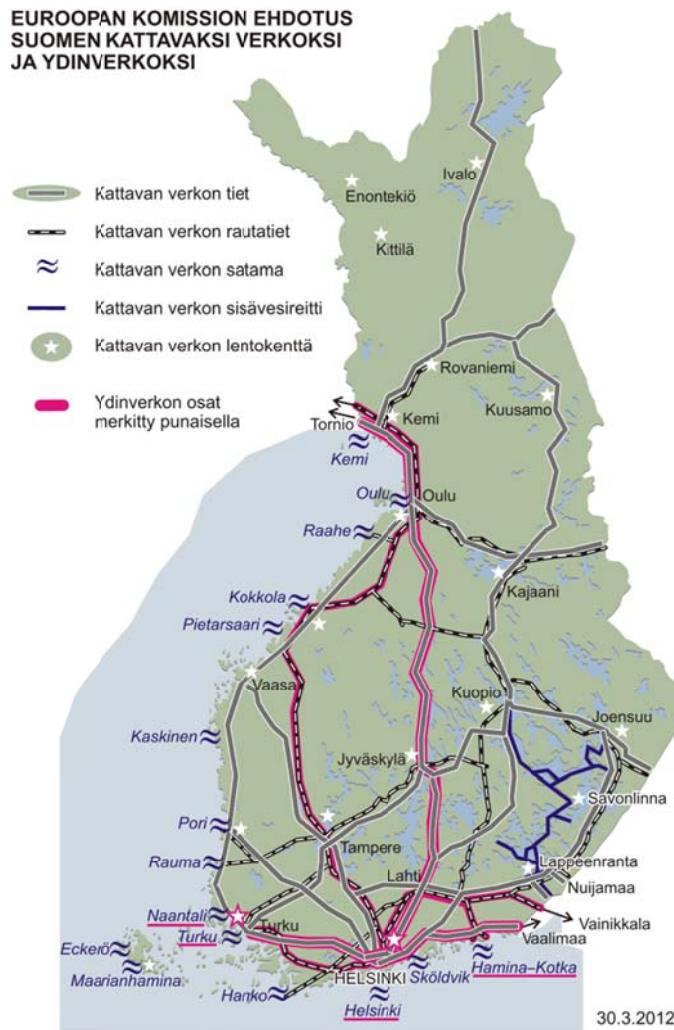 EUROOPAN KOMISSION EHDOTUS
SUOMEN KATTAVAKSI VERKOKSI
JA YDINVERKOKSI
Kattavan verkon tiet
Kattavan verkon rautatiet
Kattavan verkon satama
Kattavan verkon sisävesireitti
Kattavan verkon lentokenttä
Ydinverkon osat
merkitty punaisella
Ivalo
Enontekiö
Kittilä
Rovaniemi
Kuusamo
Tornio
Kemi
Kemi
Oulu
Oulu
Raahe
Kajaani
Kokkola
Pietarsaari
Vaasa
Kuopio
Joensuu
Kaskinen
Jyväskylä
Savonlinna
Pori
Tampere
Rauma
Lappeenranta
Lahti
Nuijamaa
Naantali
Turku
Vainikkala
Turku
Vaalimaa
Eckerö
Hamina–Kotka
Maarianhamina
HELSINKI
Sköldvik
Hanko
Helsinki
30.3.2012